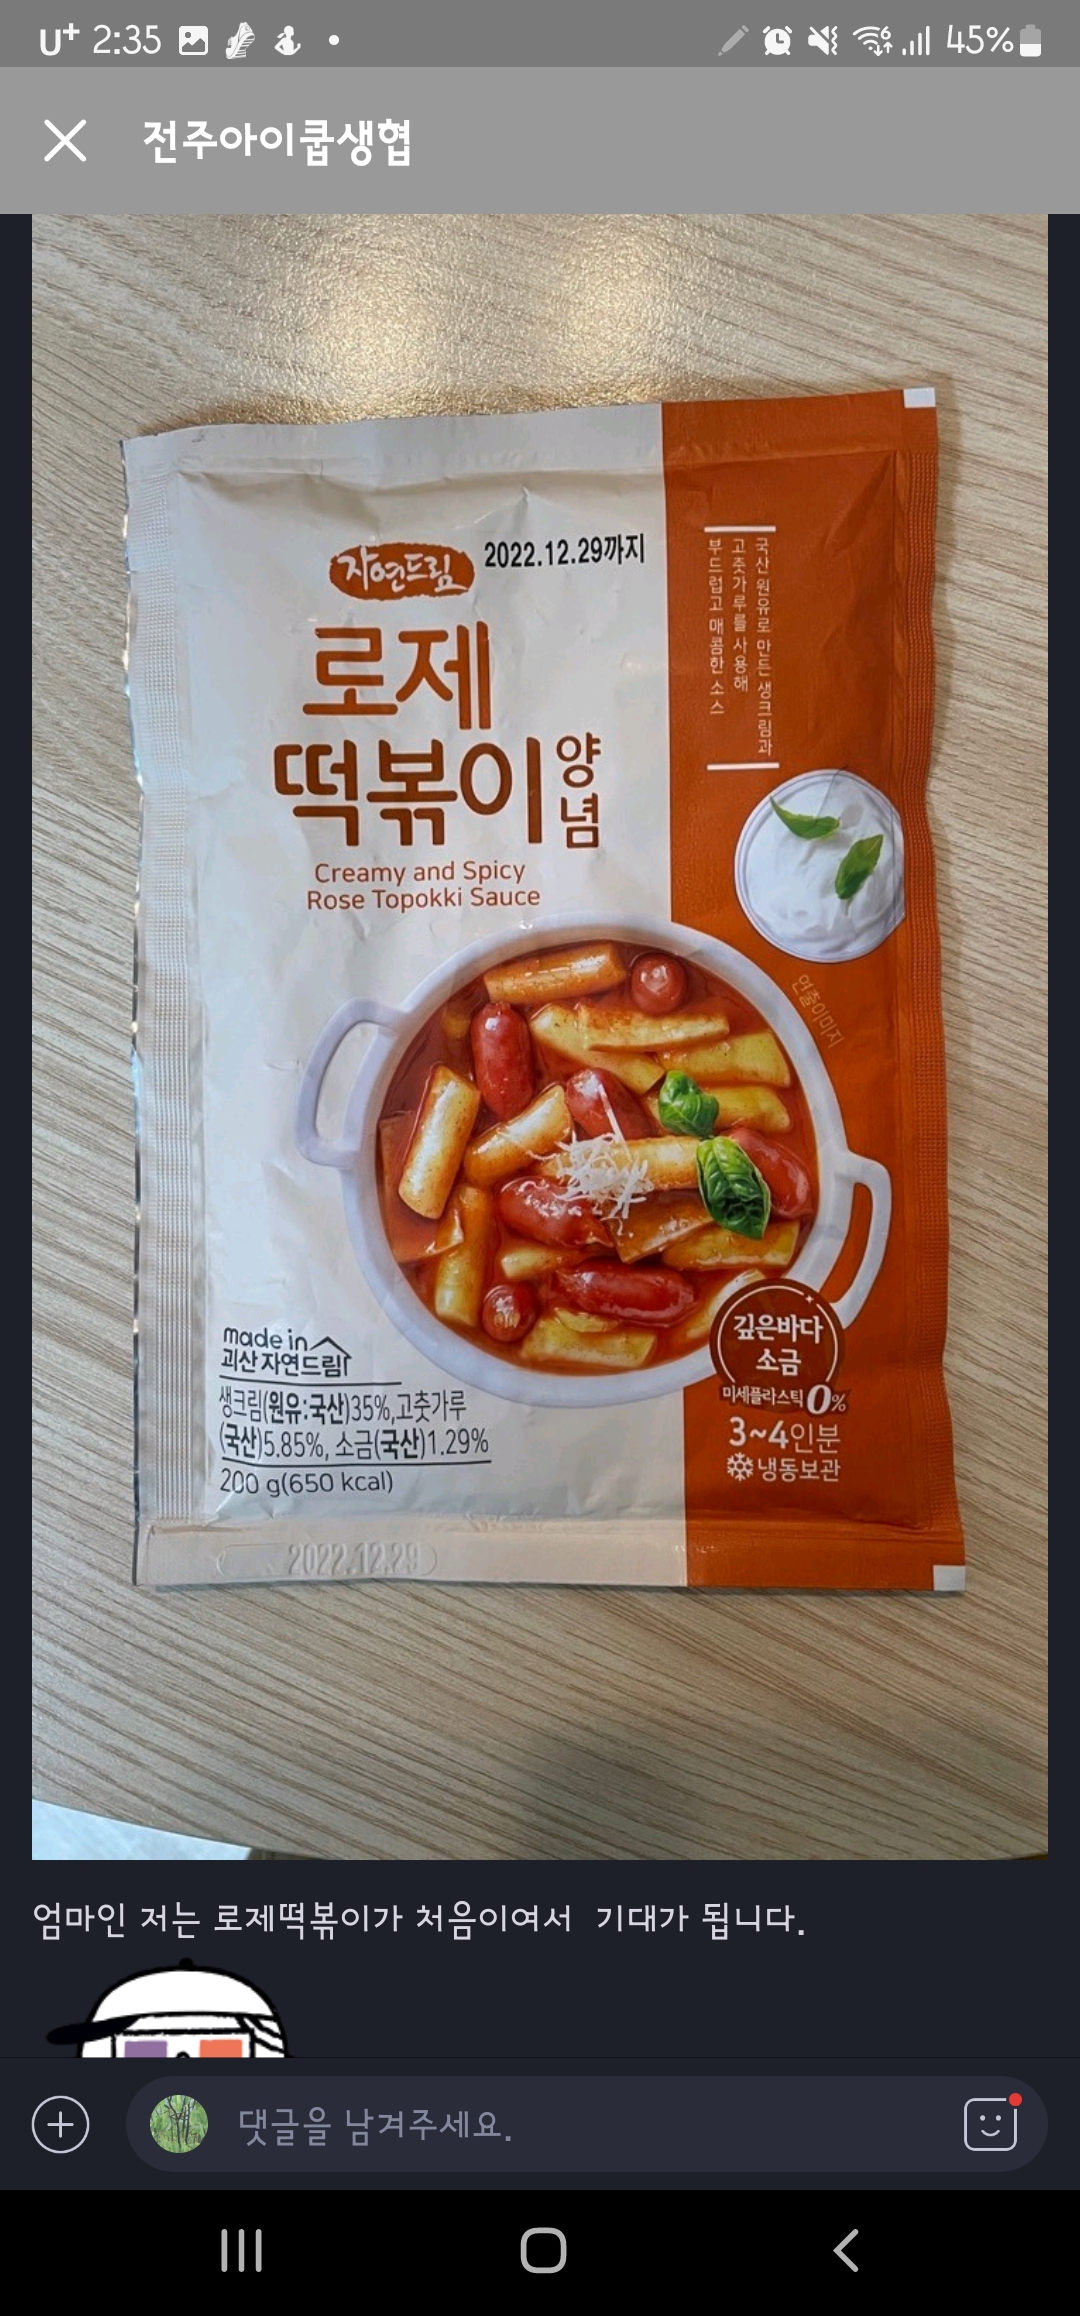 U+ 2:35 45%
전주아이쿱생협
자연드림 2022.12.29까지
로제
떡볶이 양념
Creamy and Spicy
Rose Topokki Sauce
국산 원유로 만든 생크림과
고춧가루를 사용해
부드럽고 매콤한 소스
연출이미지
깊은바다
소금
미세플라스틱 0%
3~4인분
냉동보관
made in
괴산 자연드림
생크림(원유:국산)35%,고춧가루
(국산)5.85%, 소금(국산)1.29%
200 g(650 kcal)
2022.12.29
엄마인 저는 로제떡볶이가 처음이여서 기대가 됩니다.
댓글을 남겨주세요.